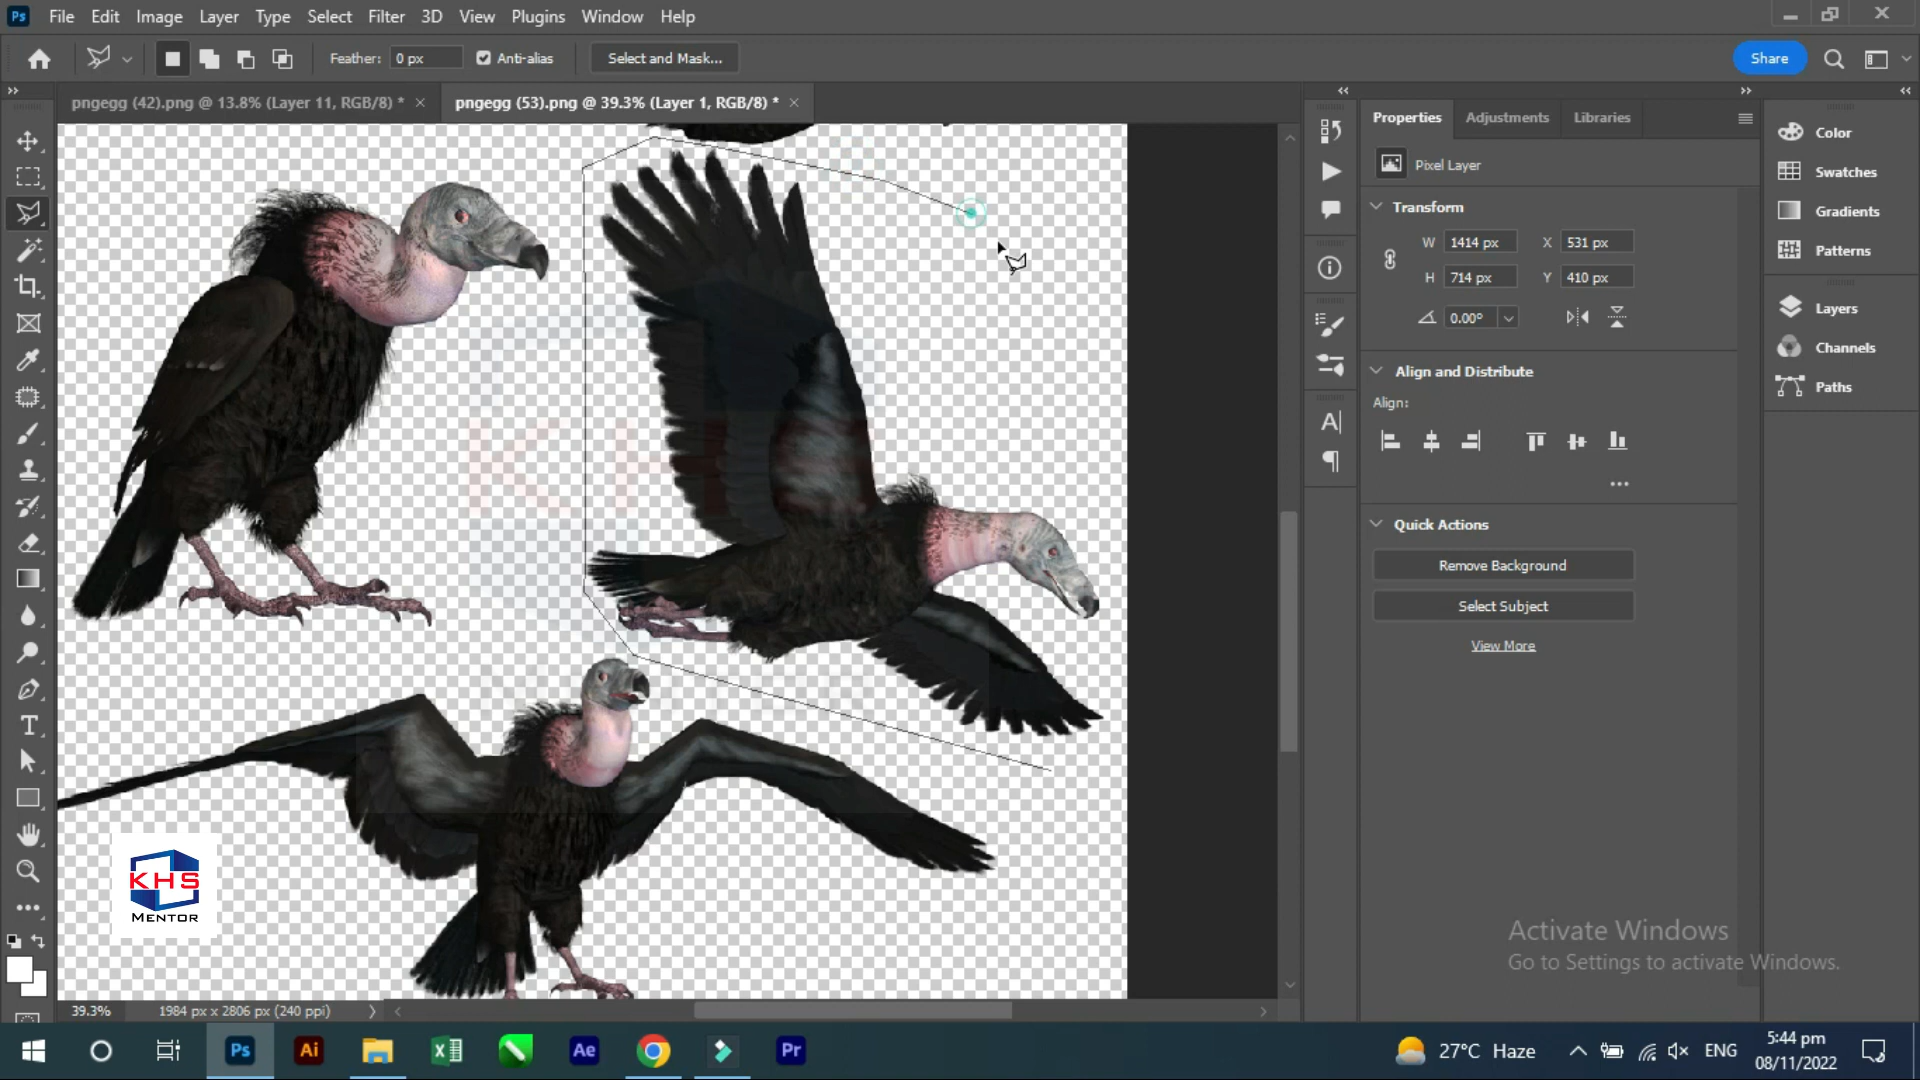 Ps File Edit Image Layer Type Select Filter 3D View Plugins Window Help
Feather: 0 px Anti-alias Select and Mask... Share
pngegg (42).png @ 13.8% (Layer 11, RGB/8) * × pngegg (53).png @ 39.3% (Layer 1, RGB/8) * ×
Properties Adjustments Libraries
Pixel Layer
Transform
W 1414 px X 531 px
H 714 px Y 410 px
0.00°
Align and Distribute
Align:
Quick Actions
Remove Background
Select Subject
View More
Color
Swatches
Gradients
Patterns
Layers
Channels
Paths
KHS
KHS
MENTOR
Activate Windows
Go to Settings to activate Windows.
39.3% 1984 px x 2806 px (240 ppi)
Ps Ai Ae Pr
27°C Haze ENG
5:44 pm
08/11/2022